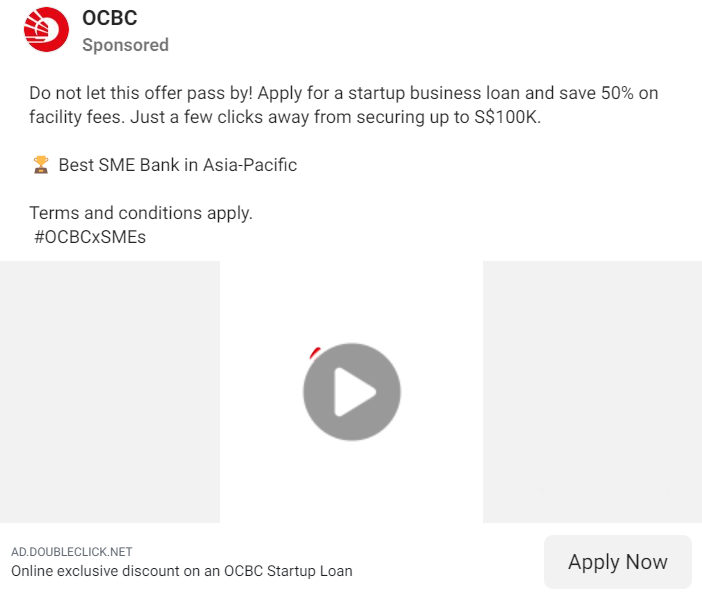 OCBC
Sponsored
Do not let this offer pass by! Apply for a startup business loan and save 50% on
facility fees. Just a few clicks away from securing up to S$100K.
🏆 Best SME Bank in Asia-Pacific
Terms and conditions apply.
#OCBCxSMEs
AD.DOUBLECLICK.NET
Online exclusive discount on an OCBC Startup Loan
Apply Now